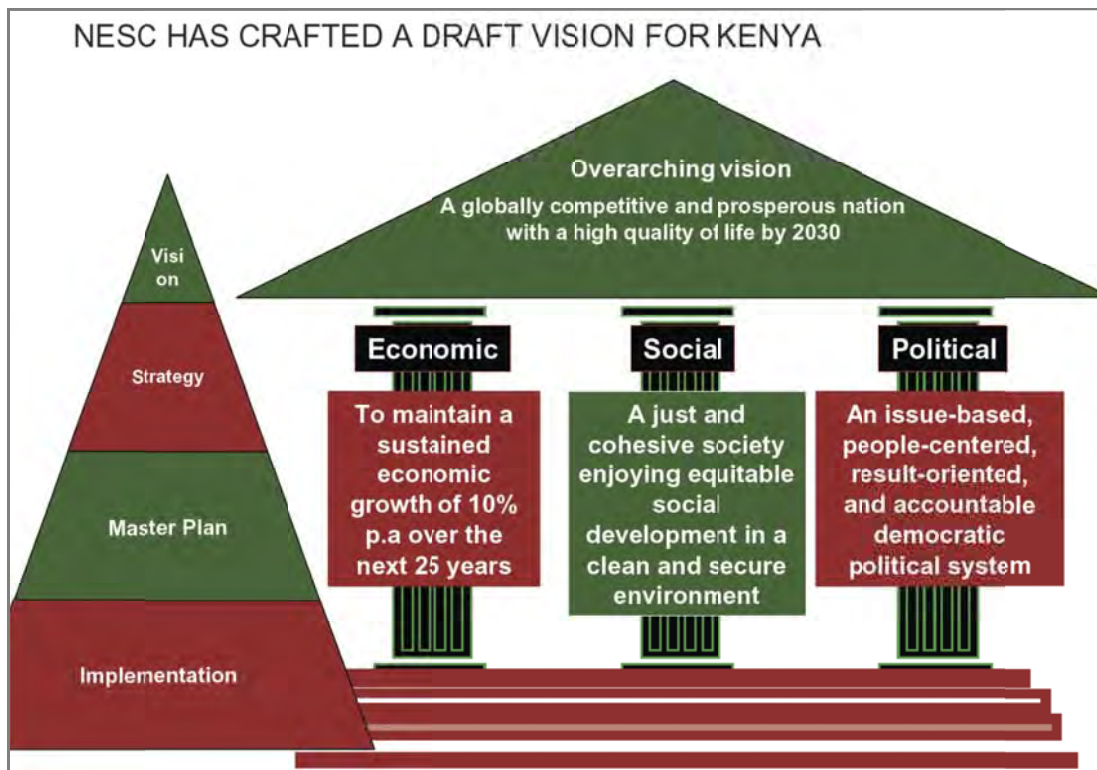 NESC HAS CRAFTED A DRAFT VISION FOR KENYA
Overarching vision
A globally competitive and prosperous nation
with a high quality of life by 2030
Visi
on
Strategy
Master Plan
Implementation
Economic
To maintain a
sustained
economic
growth of 10%
p.a over the
next 25 years
Social
A just and
cohesive society
enjoying equitable
social
development in a
clean and secure
environment
Political
An issue-based,
people-centered,
result-oriented,
and accountable
democratic
political system